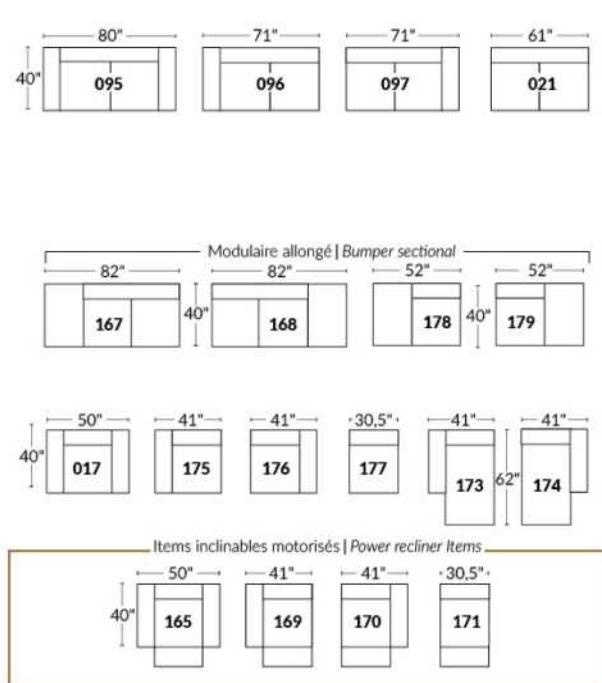 80" 71" 71" 61"
40" 095 096 097 021
Modulaire allongé | Bumper sectional
82" 82" 52" 52"
167 40" 168 178 40" 179
50" 41" 41" 30,5" 41" 41"
40" 017 175 176 177 173 62" 174
Items inclinables motorisés | Power recliner Items
50" 41" 41" 30,5"
40" 165 169 170 171